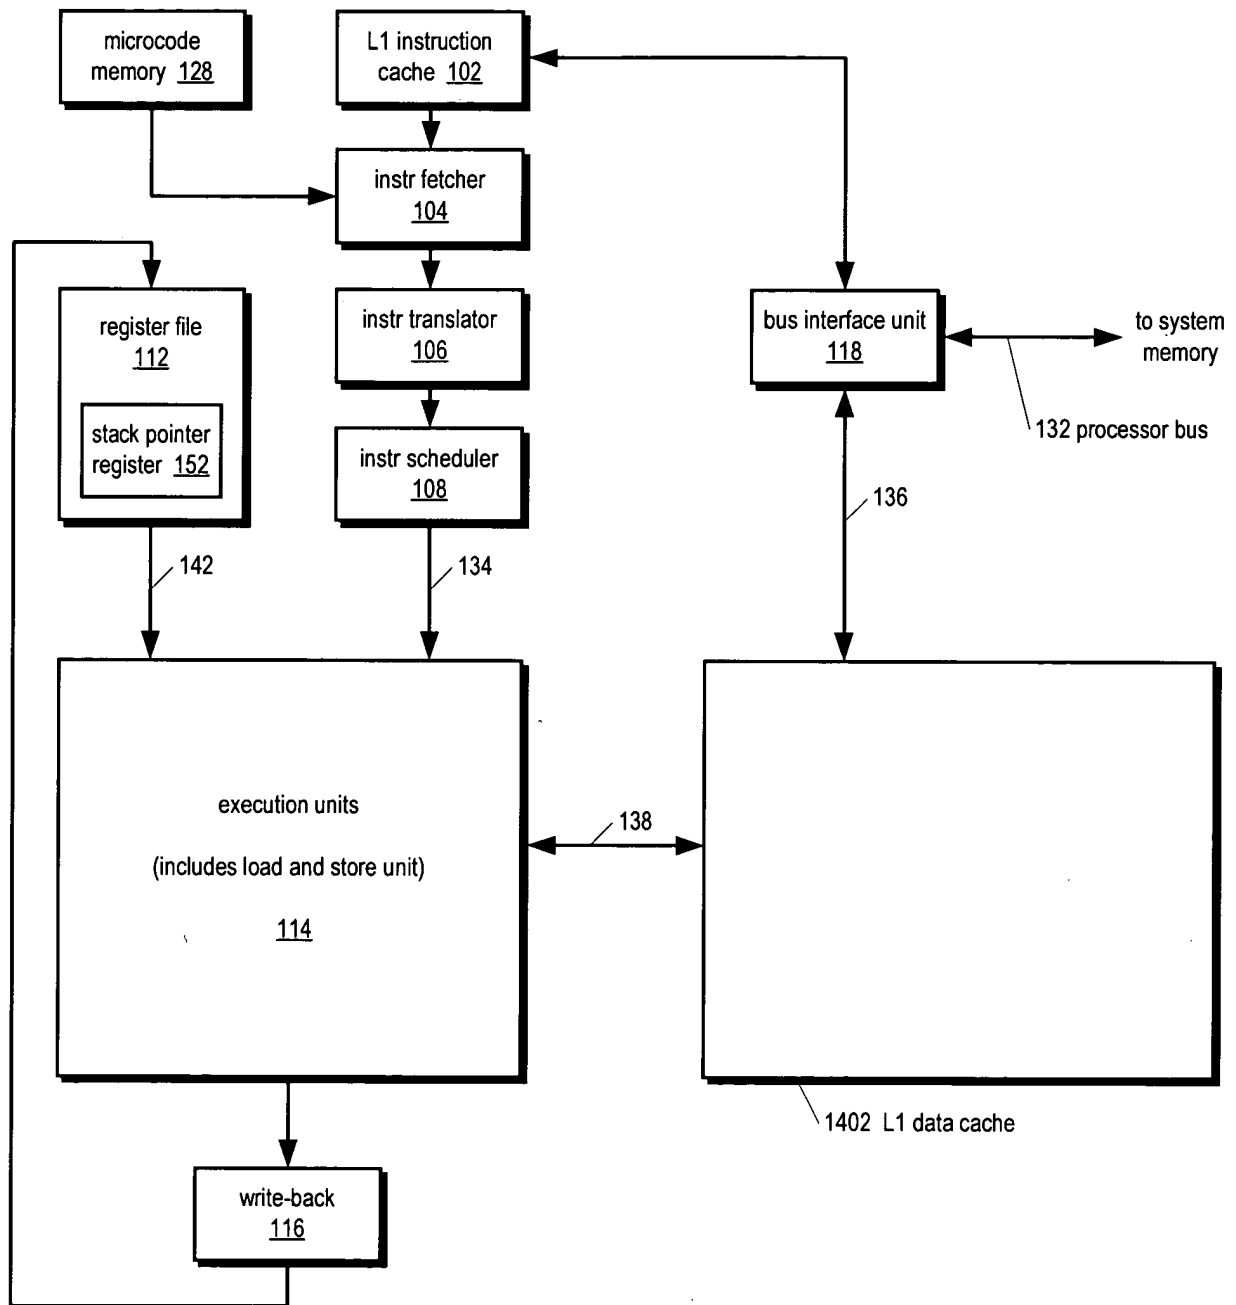 microcode
memory 128
L1 instruction
cache 102
instr fetcher
104
register file
112
stack pointer
register 152
instr translator
106
instr scheduler
108
bus interface unit
118
to system
memory
132 processor bus
136
142
134
execution units
(includes load and store unit)
114
138
1402 L1 data cache
write-back
116